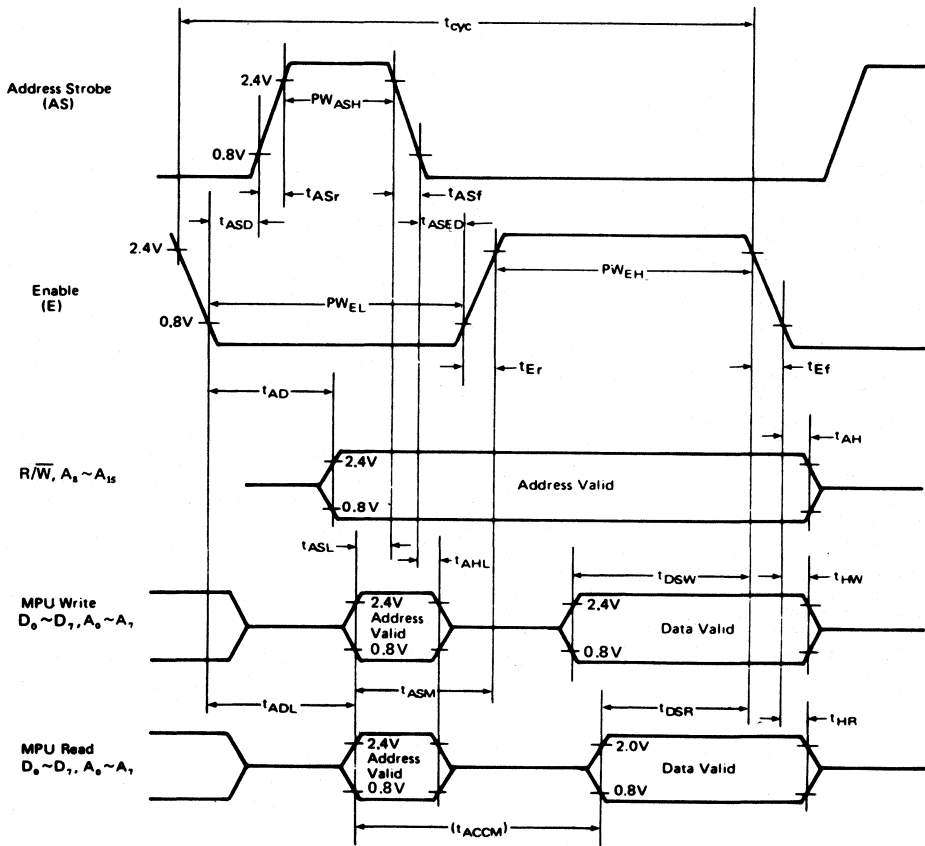 tcyc
Address Strobe
(AS)
2.4V
PWASH
0.8V
tASr
tASf
tASD
tASED
Enable
(E)
2.4V
PWEH
PWEL
0.8V
tEr
tEf
tAD
tAH
R/W̅, A₈~A₁₅
2.4V
Address Valid
0.8V
tASL
tAHL
tDSW
tHW
MPU Write
D₀~D₇, A₀~A₇
2.4V
Address
Valid
0.8V
2.4V
Data Valid
0.8V
tADL
tASM
tDSR
tHR
MPU Read
D₀~D₇, A₀~A₇
2.4V
Address
Valid
0.8V
2.0V
Data Valid
0.8V
(tACCM)